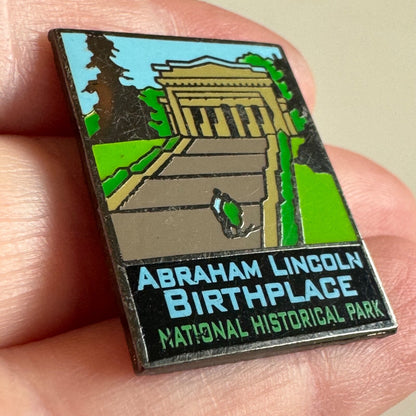 Abraham Lincoln
Birthplace
National Historical Park